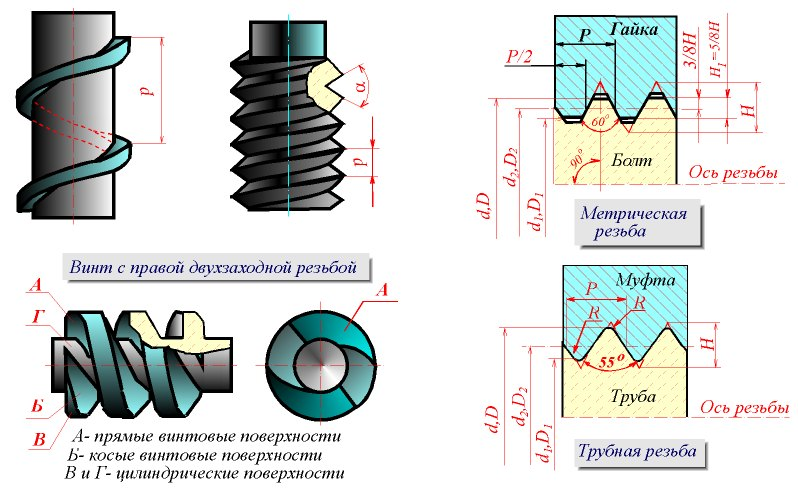 p
α
p
Гайка
P
P/2
3/8H
H₁=5/8H
H
60°
90°
Болт
Ось резьбы
d,D
d₂,D₂
d₁,D₁
Метрическая
резьба
Винт с правой двухзаходной резьбой
А
Г
Б
В
А
А- прямые винтовые поверхности
Б- косые винтовые поверхности
В и Г- цилиндрические поверхности
Муфта
P
R
R
H
55°
Труба
Ось резьбы
d,D
d₂,D₂
d₁,D₁
Трубная резьба